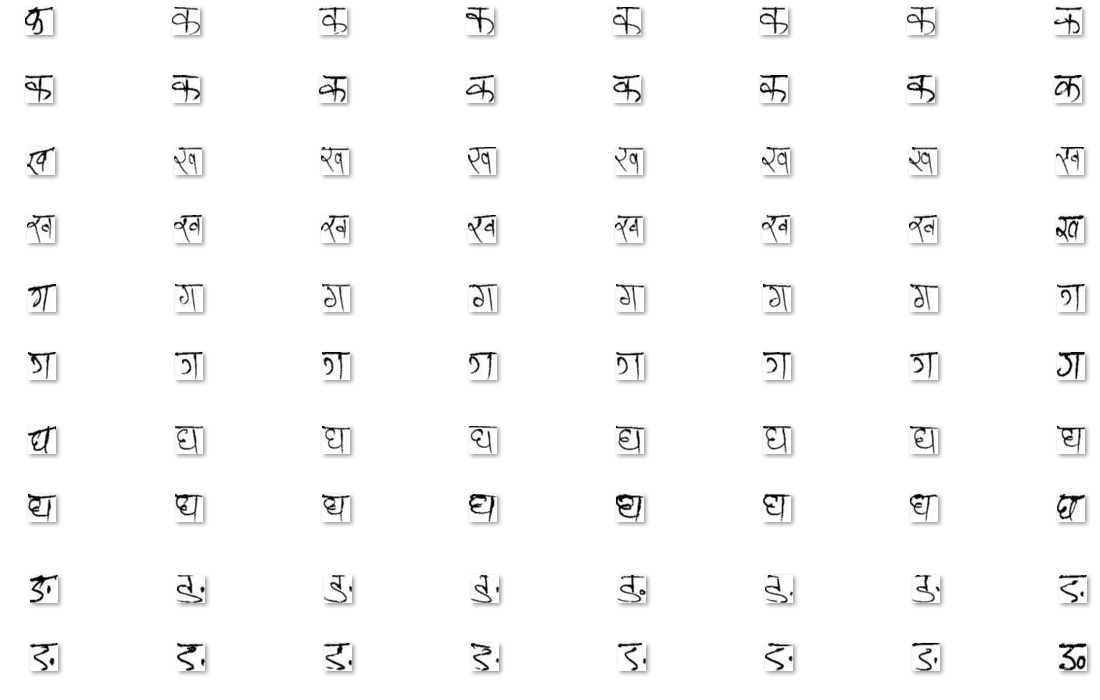 क क क क क क क क
क क क क क क क क
ख ख ख ख ख ख ख ख
ख ख ख ख ख ख ख ख
ग ग ग ग ग ग ग ग
ग ग ग ग ग ग ग ग
घ घ घ घ घ घ घ घ
घ घ घ घ घ घ घ घ
ङ ङ ङ ङ ङ ङ ङ ङ
ङ ङ ङ ङ ङ ङ ङ ङ